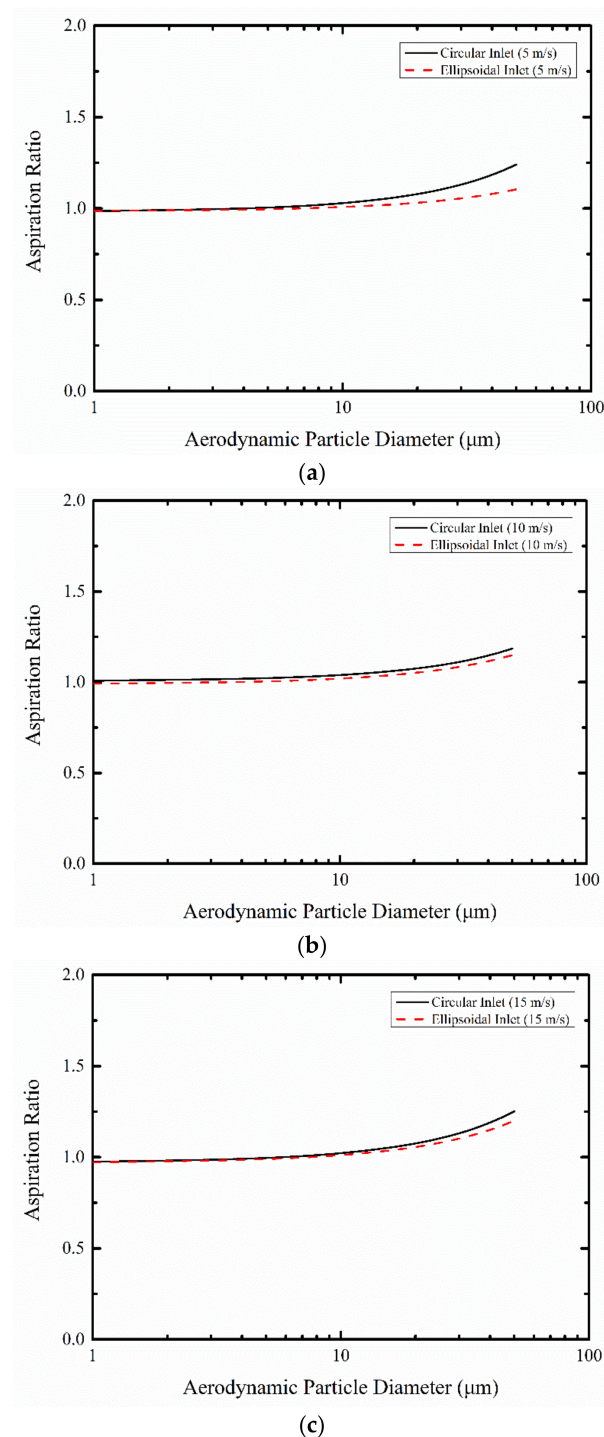 2.0
Circular Inlet (5 m/s)
Ellipsoidal Inlet (5 m/s)
1.5
1.0
0.5
0.0
Aspiration Ratio
1 10 100
Aerodynamic Particle Diameter (μm)
(a)
2.0
Circular Inlet (10 m/s)
Ellipsoidal Inlet (10 m/s)
1.5
1.0
0.5
0.0
Aspiration Ratio
1 10 100
Aerodynamic Particle Diameter (μm)
(b)
2.0
Circular Inlet (15 m/s)
Ellipsoidal Inlet (15 m/s)
1.5
1.0
0.5
0.0
Aspiration Ratio
1 10 100
Aerodynamic Particle Diameter (μm)
(c)